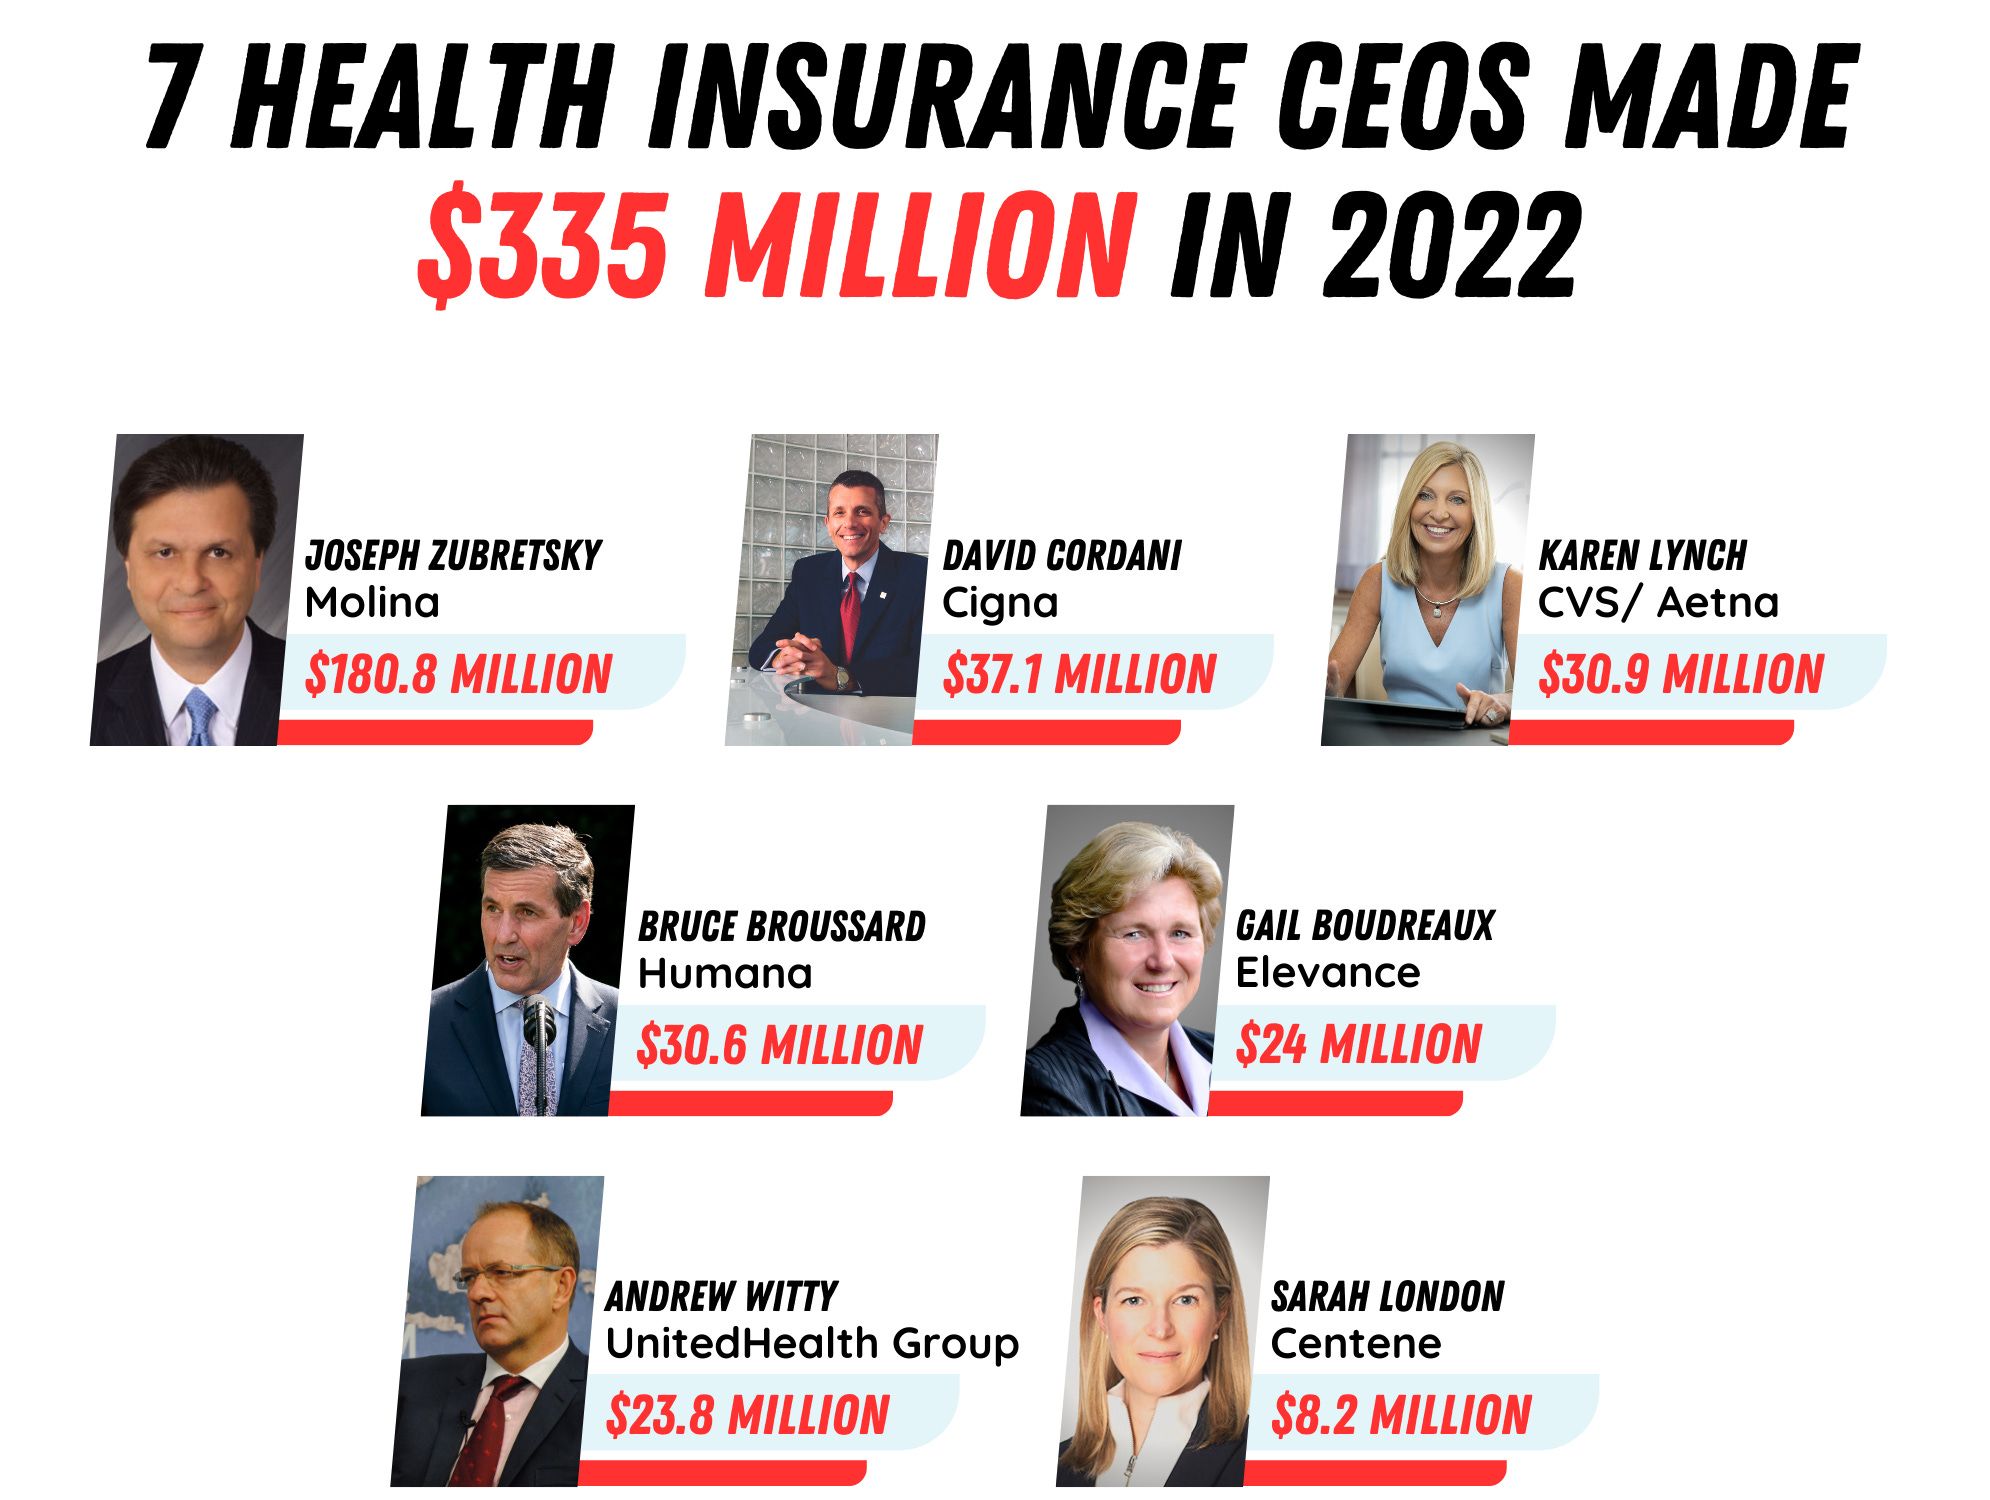 7 HEALTH INSURANCE CEOS MADE
$335 MILLION IN 2022
JOSEPH ZUBRETSKY
Molina
$180.8 MILLION
DAVID CORDANI
Cigna
$37.1 MILLION
KAREN LYNCH
CVS/ Aetna
$30.9 MILLION
BRUCE BROUSSARD
Humana
$30.6 MILLION
GAIL BOUDREAUX
Elevance
$24 MILLION
ANDREW WITTY
UnitedHealth Group
$23.8 MILLION
SARAH LONDON
Centene
$8.2 MILLION